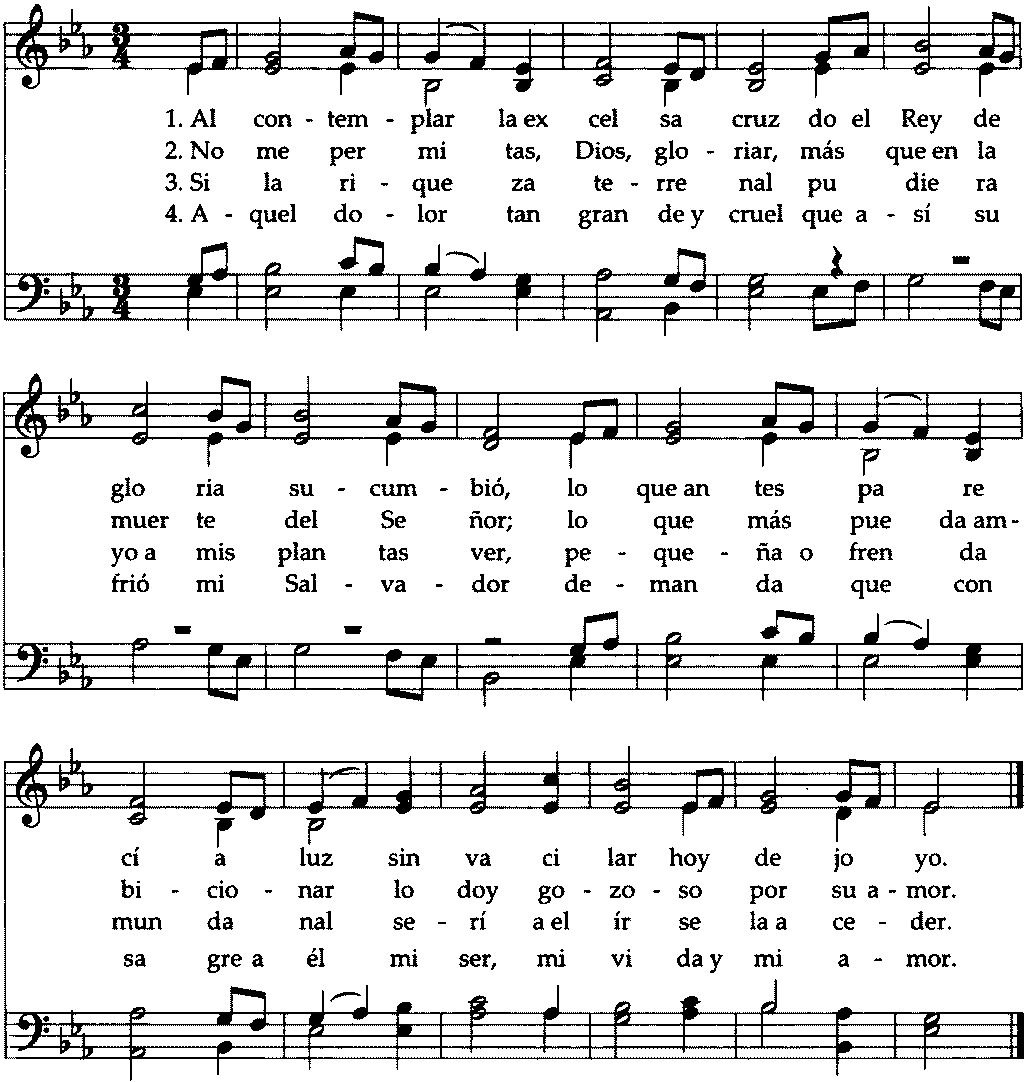 3 4
1. Al con - tem - plar la ex cel sa cruz do el Rey de
2. No me per mi tas, Dios, glo - riar, más que en la
3. Si la ri - que za te - rre nal pu die ra
4. A - quel do - lor tan gran de y cruel que a - sí su
3 4
glo ria su - cum - bió, lo que an tes pa re
muer te del Se ñor; lo que más pue da am -
yo a mis plan tas ver, pe - que - ña o fren da
frió mi Sal - va - dor de - man da que con
cí a luz sin va ci lar hoy de jo yo.
bi - cio - nar lo doy go - zo - so por su a - mor.
mun da nal se - rí a el ír se la a ce - der.
sa gre a él mi ser, mi vi da y mi a - mor.